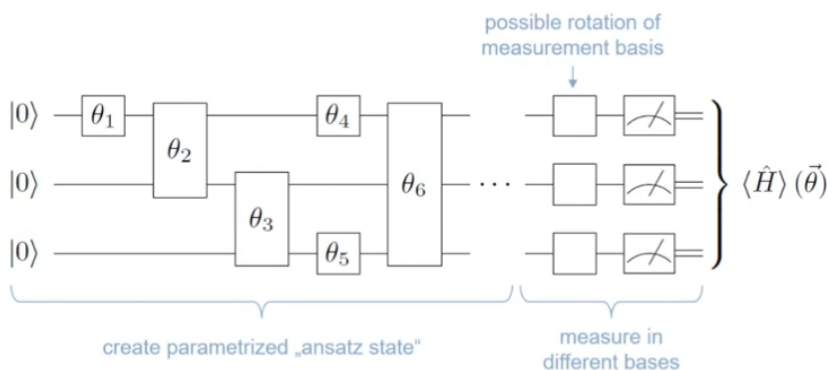 possible rotation of
measurement basis
|0⟩ θ₁ θ₂ θ₄ θ₆
|0⟩ θ₃ ... ⟨Ĥ⟩(θ⃗)
|0⟩ θ₅
create parametrized „ansatz state“
measure in
different bases